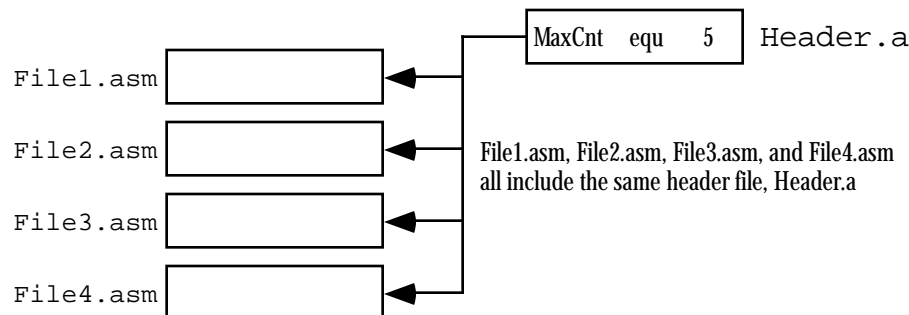 MaxCnt equ 5 Header.a
File1.asm
File2.asm
File1.asm, File2.asm, File3.asm, and File4.asm
all include the same header file, Header.a
File3.asm
File4.asm